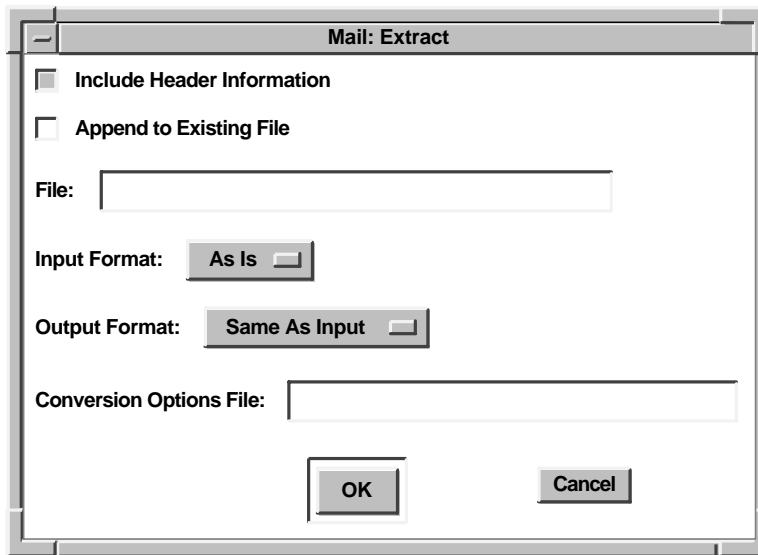 Mail: Extract
Include Header Information
Append to Existing File
File:
Input Format: As Is
Output Format: Same As Input
Conversion Options File:
OK Cancel